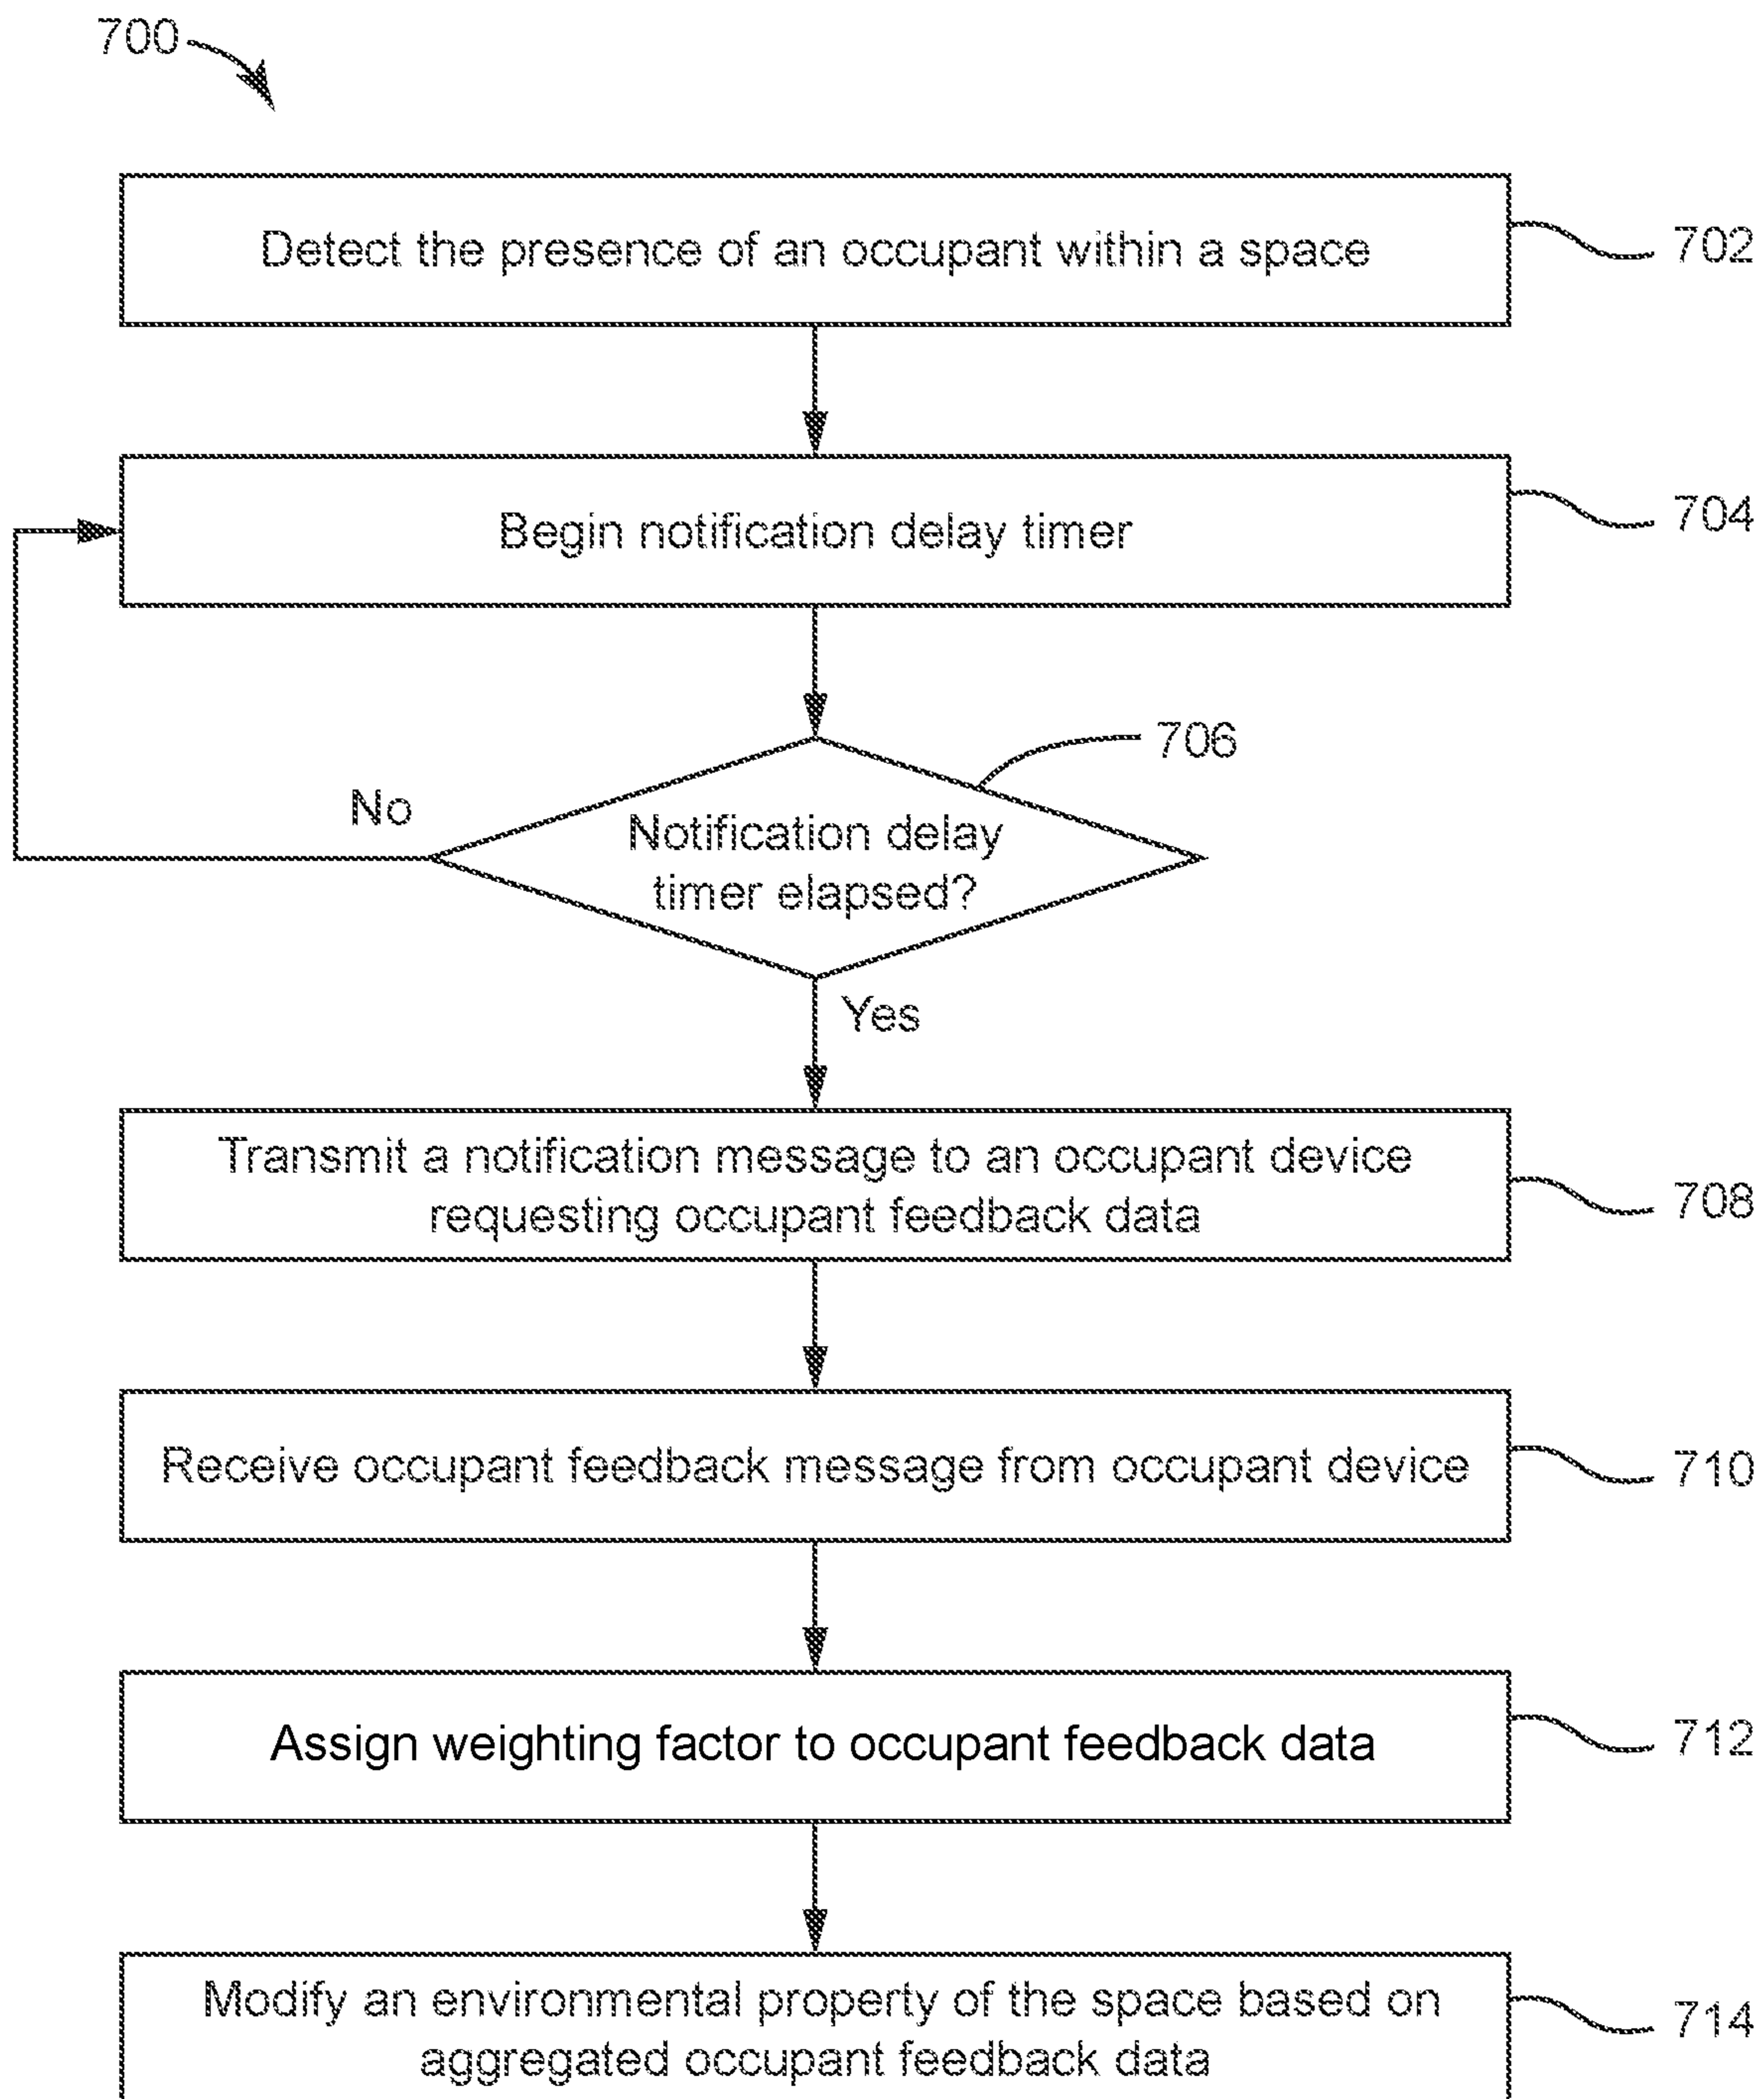 700
Detect the presence of an occupant within a space
702
Begin notification delay timer
704
706
No
Notification delay
timer elapsed?
Yes
Transmit a notification message to an occupant device
requesting occupant feedback data
708
Receive occupant feedback message from occupant device
710
Assign weighting factor to occupant feedback data
712
Modify an environmental property of the space based on
aggregated occupant feedback data
714